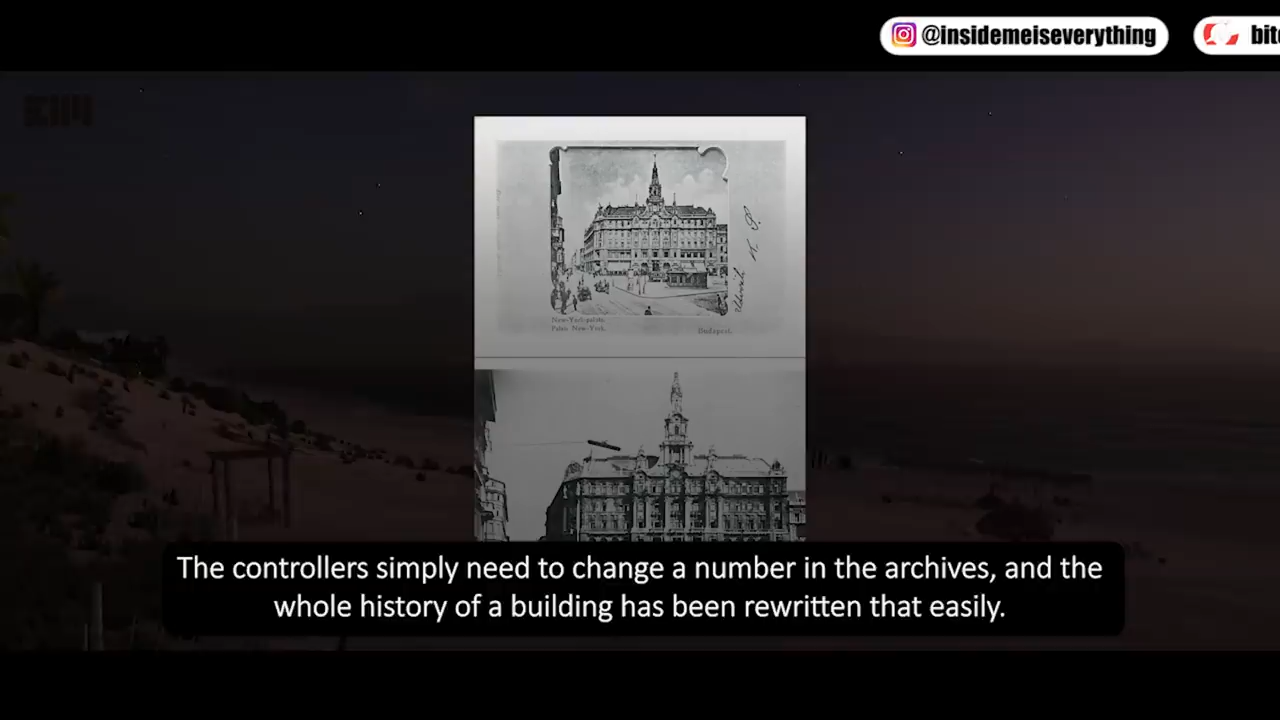 @insidemeiseverything
bit
New-York-palota.
Palais New-York.
Budapest.
The controllers simply need to change a number in the archives, and the
whole history of a building has been rewritten that easily.